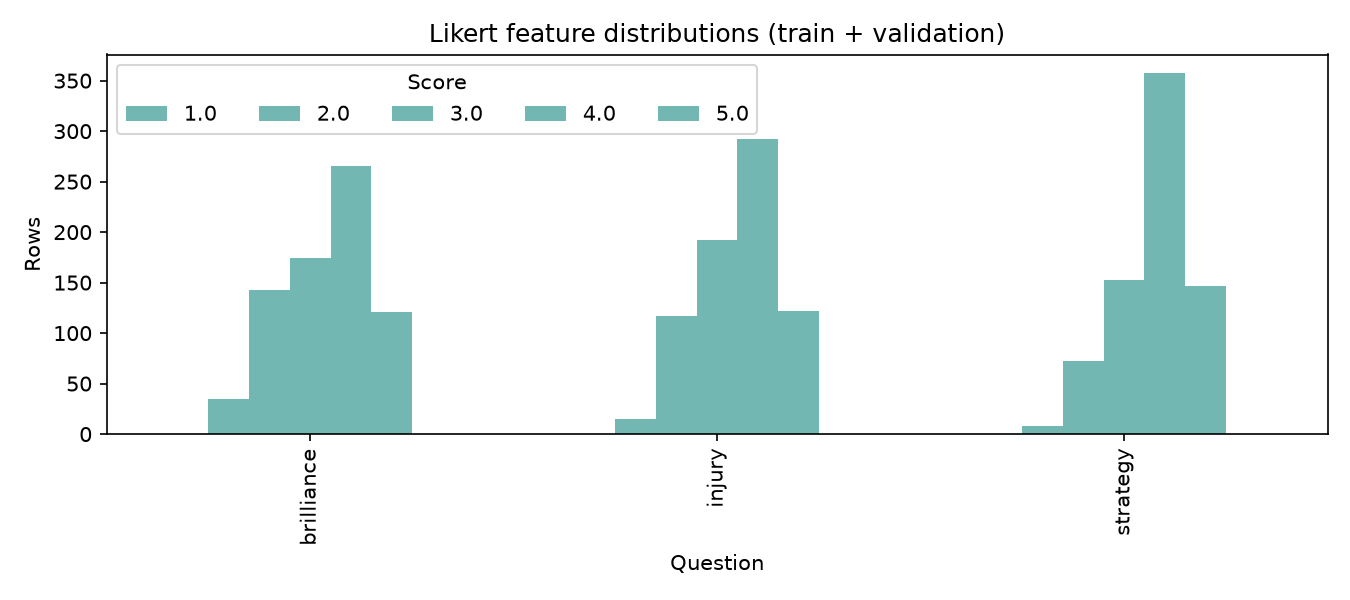 Likert feature distributions (train + validation)
Score
1.0 2.0 3.0 4.0 5.0
350
300
250
200
150
100
50
0
Rows
brilliance
injury
strategy
Question